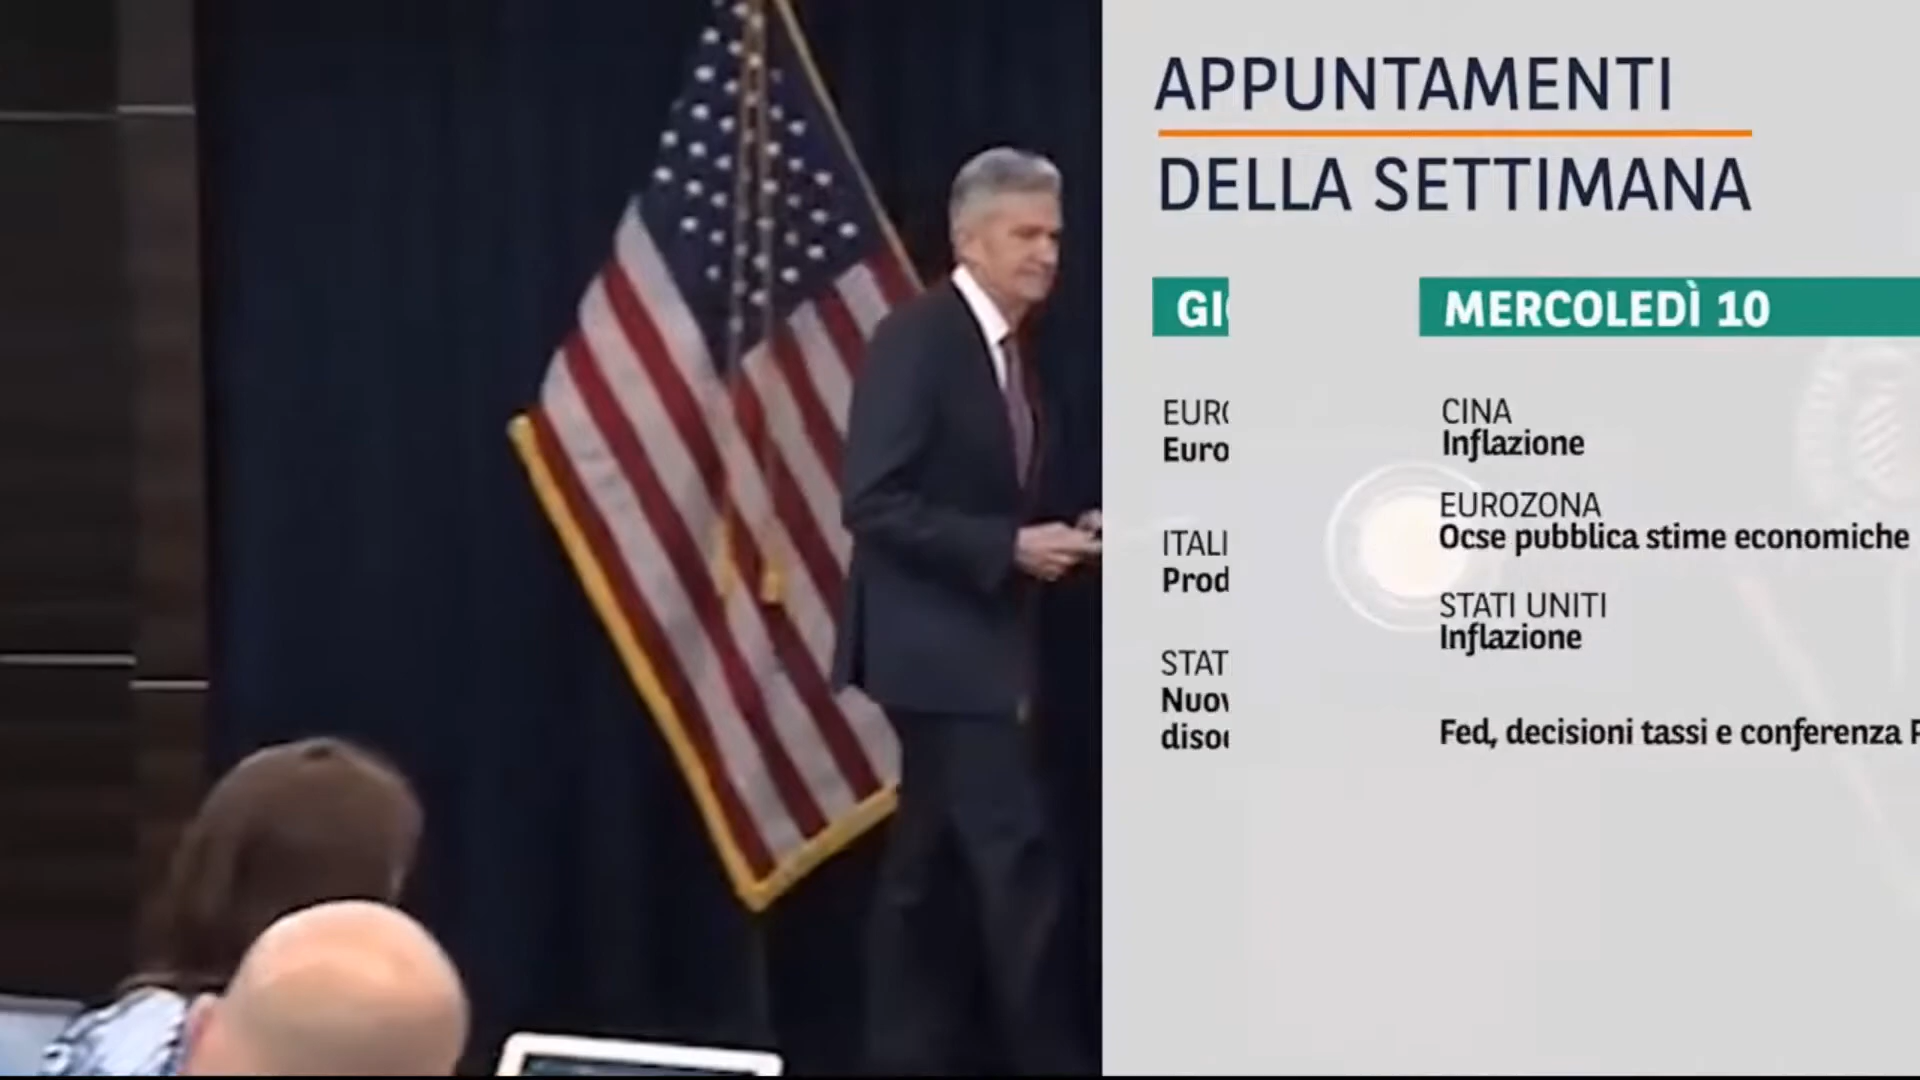 APPUNTAMENTI
DELLA SETTIMANA
MERCOLEDÌ 10
CINA
Inflazione
EUROZONA
Ocse pubblica stime economiche
STATI UNITI
Inflazione
Fed, decisioni tassi e conferenza